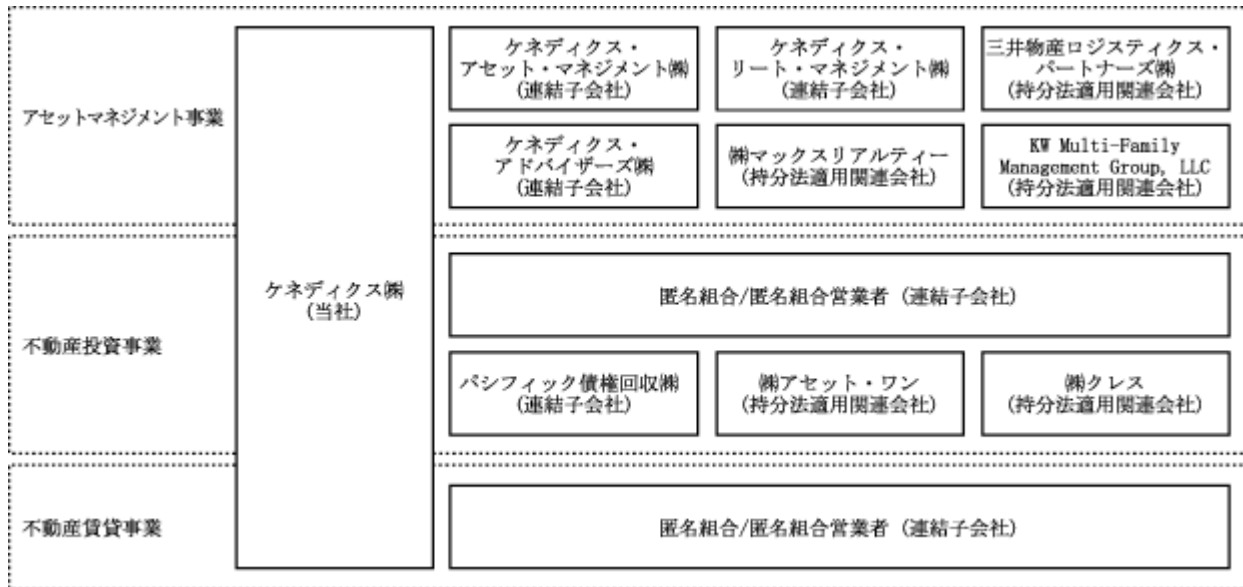 アセットマネジメント事業
ケネディクス㈱
(当社)
ケネディクス・
アセット・マネジメント㈱
(連結子会社)
ケネディクス・
リート・マネジメント㈱
(連結子会社)
三井物産ロジスティクス・
パートナーズ㈱
(持分法適用関連会社)
ケネディクス・
アドバイザーズ㈱
(連結子会社)
㈱マックスリアルティー
(持分法適用関連会社)
KW Multi-Family
Management Group, LLC
(持分法適用関連会社)
不動産投資事業
匿名組合/匿名組合営業者 (連結子会社)
パシフィック債権回収㈱
(連結子会社)
㈱アセット・ワン
(持分法適用関連会社)
㈱クレス
(持分法適用関連会社)
不動産賃貸事業
匿名組合/匿名組合営業者 (連結子会社)